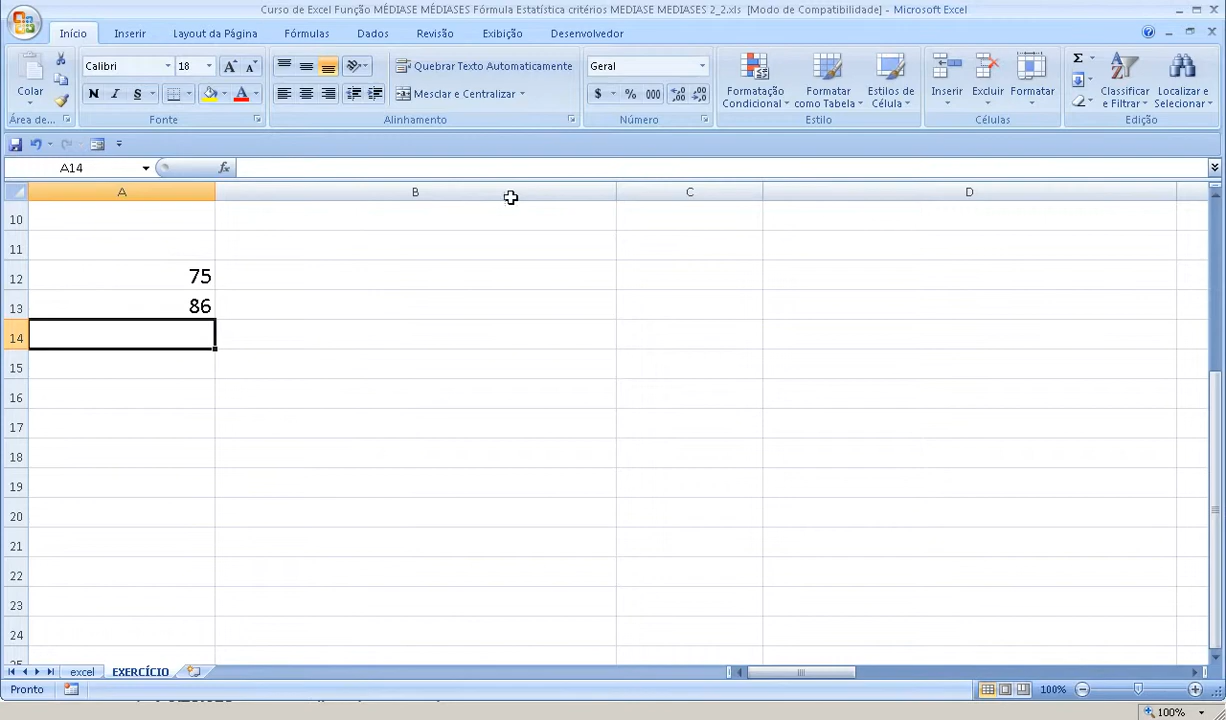 Curso de Excel Função MÉDIASE MÉDIASES Fórmula Estatística critérios MEDIASE MEDIASES 2_2.xls [Modo de Compatibilidade] - Microsoft Excel
Início Inserir Layout da Página Fórmulas Dados Revisão Exibição Desenvolvedor
Calibri 18 Quebrar Texto Automaticamente Geral
Colar N I S A Mesclar e Centralizar $ % 000 Formatação Condicional Formatar como Tabela Estilos de Célula Inserir Excluir Formatar Classificar e Filtrar Localizar e Selecionar
Área de... Fonte Alinhamento Número Estilo Células Edição
A14 fx
A B C D
10
11
12 75
13 86
14
15
16
17
18
19
20
21
22
23
24
25
excel EXERCÍCIO
Pronto 100%
100%